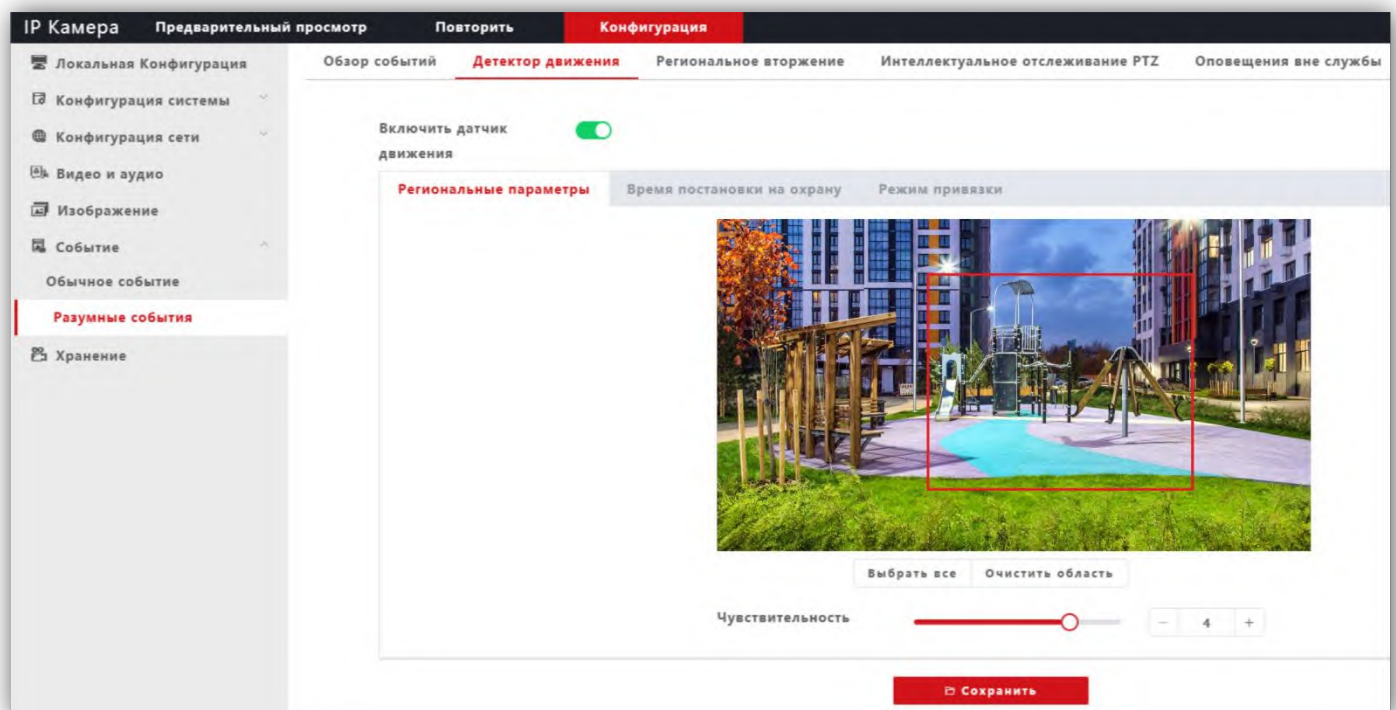 IP Камера Предварительный просмотр Повторить Конфигурация
Локальная Конфигурация
Конфигурация системы
Конфигурация сети
Видео и аудио
Изображение
Событие
Обычное событие
Разумные события
Хранение
Обзор событий Детектор движения Региональное вторжение Интеллектуальное отслеживание PTZ Оповещения вне службы
Включить датчик
движения
Региональные параметры Время постановки на охрану Режим привязки
Выбрать все Очистить область
Чувствительность − 4 +
Сохранить